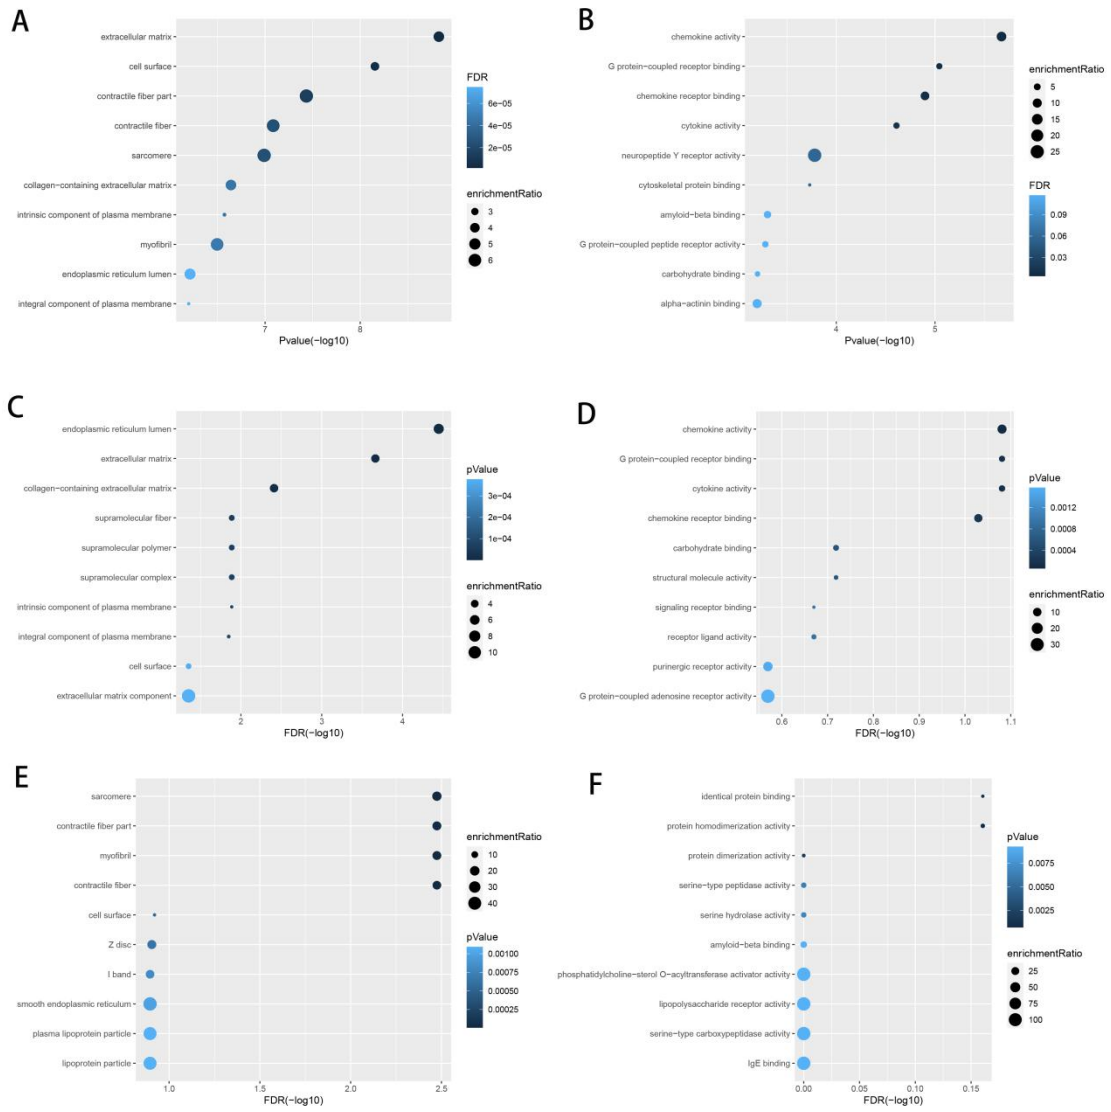 A
extracellular matrix
cell surface
contractile fiber part
contractile fiber
sarcomere
collagen−containing extracellular matrix
intrinsic component of plasma membrane
myofibril
endoplasmic reticulum lumen
integral component of plasma membrane
7 8
Pvalue(−log10)
FDR
6e−05
4e−05
2e−05
enrichmentRatio
3
4
5
6
B
chemokine activity
G protein−coupled receptor binding
chemokine receptor binding
cytokine activity
neuropeptide Y receptor activity
cytoskeletal protein binding
amyloid−beta binding
G protein−coupled peptide receptor activity
carbohydrate binding
alpha−actinin binding
4 5
Pvalue(−log10)
enrichmentRatio
5
10
15
20
25
FDR
0.09
0.06
0.03
C
endoplasmic reticulum lumen
extracellular matrix
collagen−containing extracellular matrix
supramolecular fiber
supramolecular polymer
supramolecular complex
intrinsic component of plasma membrane
integral component of plasma membrane
cell surface
extracellular matrix component
2 3 4
FDR(−log10)
pValue
3e−04
2e−04
1e−04
enrichmentRatio
4
6
8
10
D
chemokine activity
G protein−coupled receptor binding
cytokine activity
chemokine receptor binding
carbohydrate binding
structural molecule activity
signaling receptor binding
receptor ligand activity
purinergic receptor activity
G protein−coupled adenosine receptor activity
0.6 0.7 0.8 0.9 1.0 1.1
FDR(−log10)
pValue
0.0012
0.0008
0.0004
enrichmentRatio
10
20
30
E
sarcomere
contractile fiber part
myofibril
contractile fiber
cell surface
Z disc
I band
smooth endoplasmic reticulum
plasma lipoprotein particle
lipoprotein particle
1.0 1.5 2.0 2.5
FDR(−log10)
enrichmentRatio
10
20
30
40
pValue
0.00100
0.00075
0.00050
0.00025
F
identical protein binding
protein homodimerization activity
protein dimerization activity
serine−type peptidase activity
serine hydrolase activity
amyloid−beta binding
phosphatidylcholine−sterol O−acyltransferase activator activity
lipopolysaccharide receptor activity
serine−type carboxypeptidase activity
IgE binding
0.00 0.05 0.10 0.15
FDR(−log10)
pValue
0.0075
0.0050
0.0025
enrichmentRatio
25
50
75
100